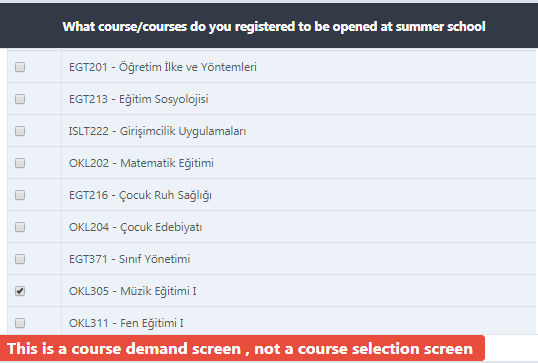 What course/courses do you registered to be opened at summer school
EGT201 - Öğretim İlke ve Yöntemleri
EGT213 - Eğitim Sosyolojisi
ISLT222 - Girişimcilik Uygulamaları
OKL202 - Matematik Eğitimi
EGT216 - Çocuk Ruh Sağlığı
OKL204 - Çocuk Edebiyatı
EGT371 - Sınıf Yönetimi
OKL305 - Müzik Eğitimi I
OKL311 - Fen Eğitimi I
This is a course demand screen , not a course selection screen